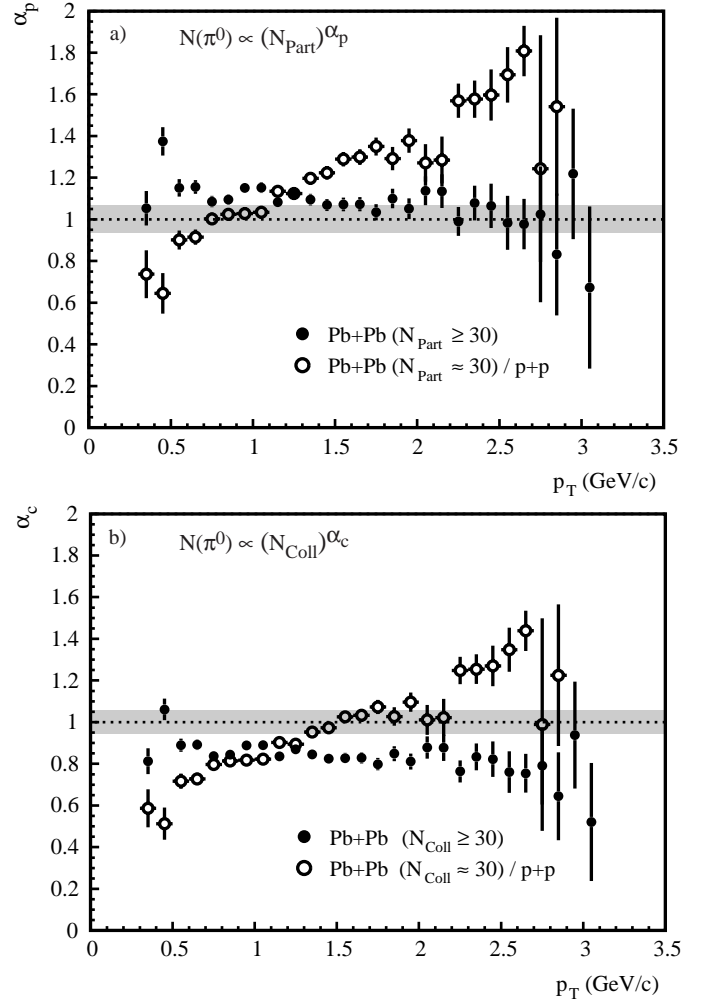 α_p
2
1.8
1.6
1.4
1.2
1
0.8
0.6
0.4
0.2
0
a) N(π⁰) ∝ (N_Part)^α_p
Pb+Pb (N_Part ≥ 30)
Pb+Pb (N_Part ≈ 30) / p+p
0 0.5 1 1.5 2 2.5 3 3.5
p_T (GeV/c)
α_c
2
1.8
1.6
1.4
1.2
1
0.8
0.6
0.4
0.2
0
b) N(π⁰) ∝ (N_Coll)^α_c
Pb+Pb (N_Coll ≥ 30)
Pb+Pb (N_Coll ≈ 30) / p+p
0 0.5 1 1.5 2 2.5 3 3.5
p_T (GeV/c)